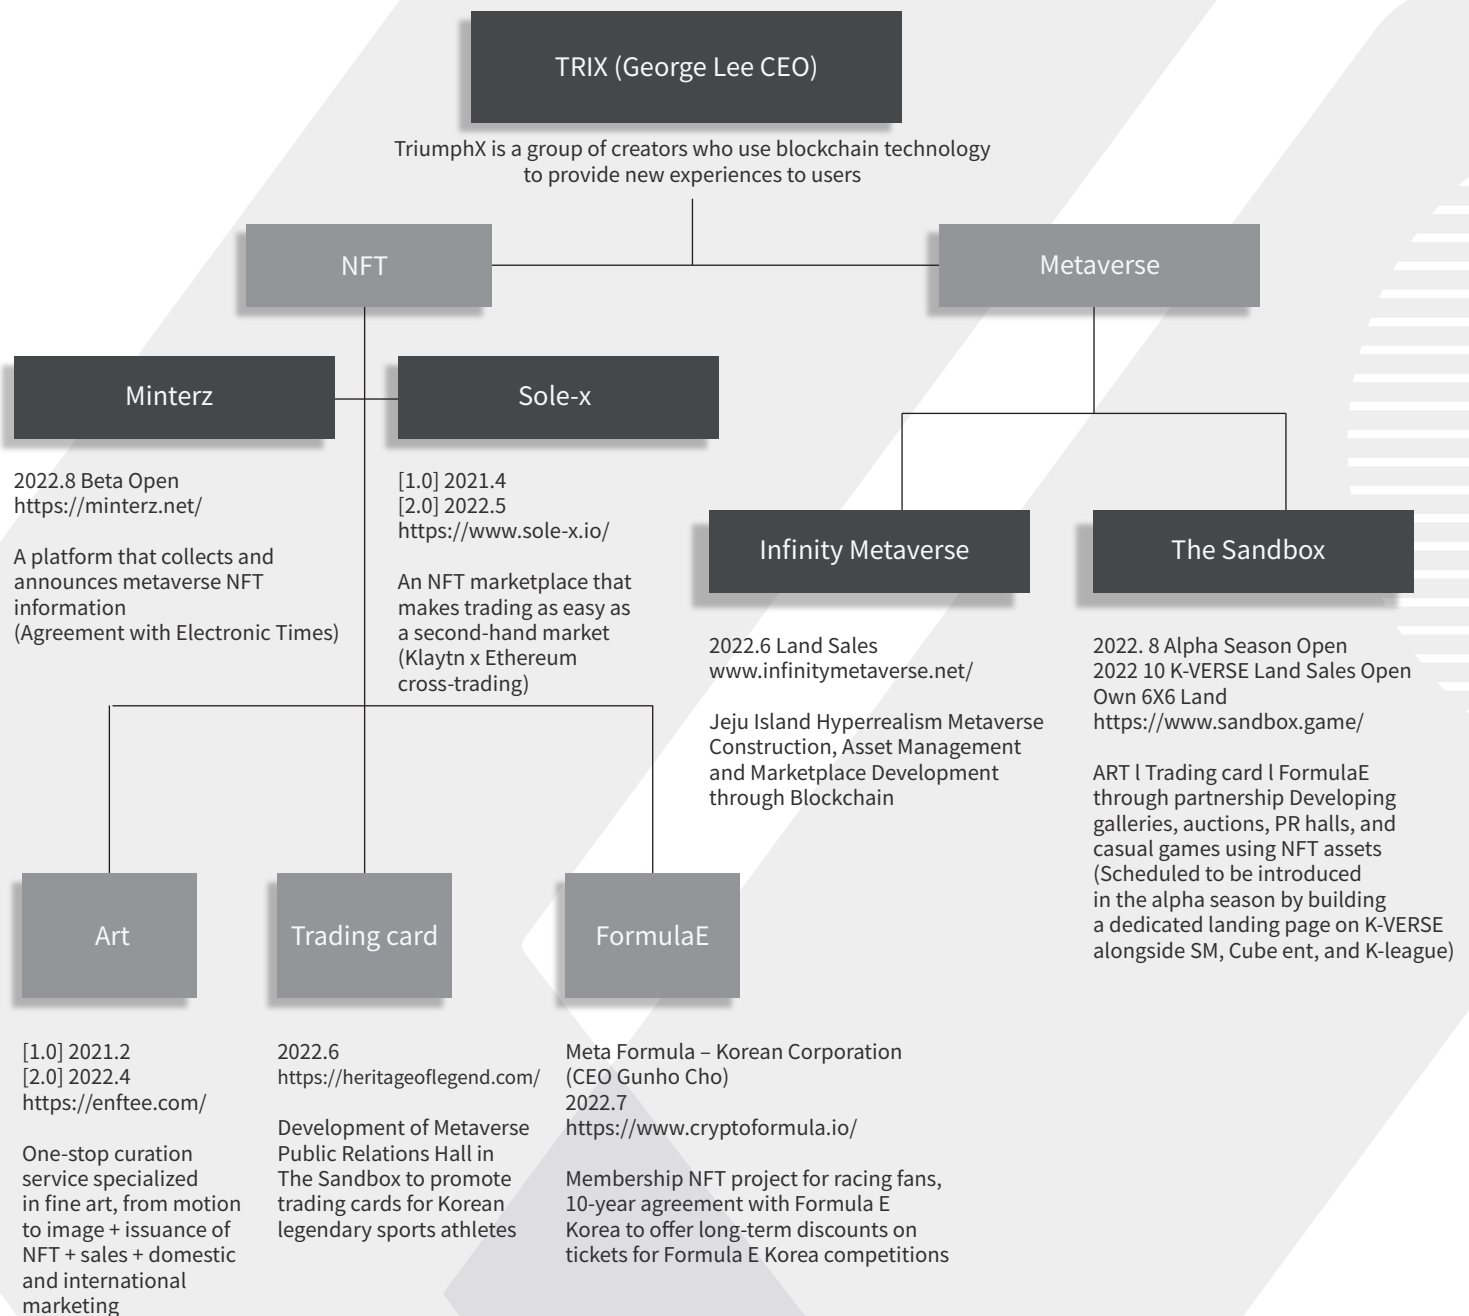 TRIX (George Lee CEO)
TriumphX is a group of creators who use blockchain technology
to provide new experiences to users
NFT
Metaverse
Minterz
2022.8 Beta Open
https://minterz.net/
A platform that collects and
announces metaverse NFT
information
(Agreement with Electronic Times)
Sole-x
[1.0] 2021.4
[2.0] 2022.5
https://www.sole-x.io/
An NFT marketplace that
makes trading as easy as
a second-hand market
(Klaytn x Ethereum
cross-trading)
Infinity Metaverse
2022.6 Land Sales
www.infinitymetaverse.net/
Jeju Island Hyperrealism Metaverse
Construction, Asset Management
and Marketplace Development
through Blockchain
The Sandbox
2022. 8 Alpha Season Open
2022 10 K-VERSE Land Sales Open
Own 6X6 Land
https://www.sandbox.game/
ART l Trading card l FormulaE
through partnership Developing
galleries, auctions, PR halls, and
casual games using NFT assets
(Scheduled to be introduced
in the alpha season by building
a dedicated landing page on K-VERSE
alongside SM, Cube ent, and K-league)
Art
[1.0] 2021.2
[2.0] 2022.4
https://enftee.com/
One-stop curation
service specialized
in fine art, from motion
to image + issuance of
NFT + sales + domestic
and international
marketing
Trading card
2022.6
https://heritageoflegend.com/
Development of Metaverse
Public Relations Hall in
The Sandbox to promote
trading cards for Korean
legendary sports athletes
FormulaE
Meta Formula – Korean Corporation
(CEO Gunho Cho)
2022.7
https://www.cryptoformula.io/
Membership NFT project for racing fans,
10-year agreement with Formula E
Korea to offer long-term discounts on
tickets for Formula E Korea competitions